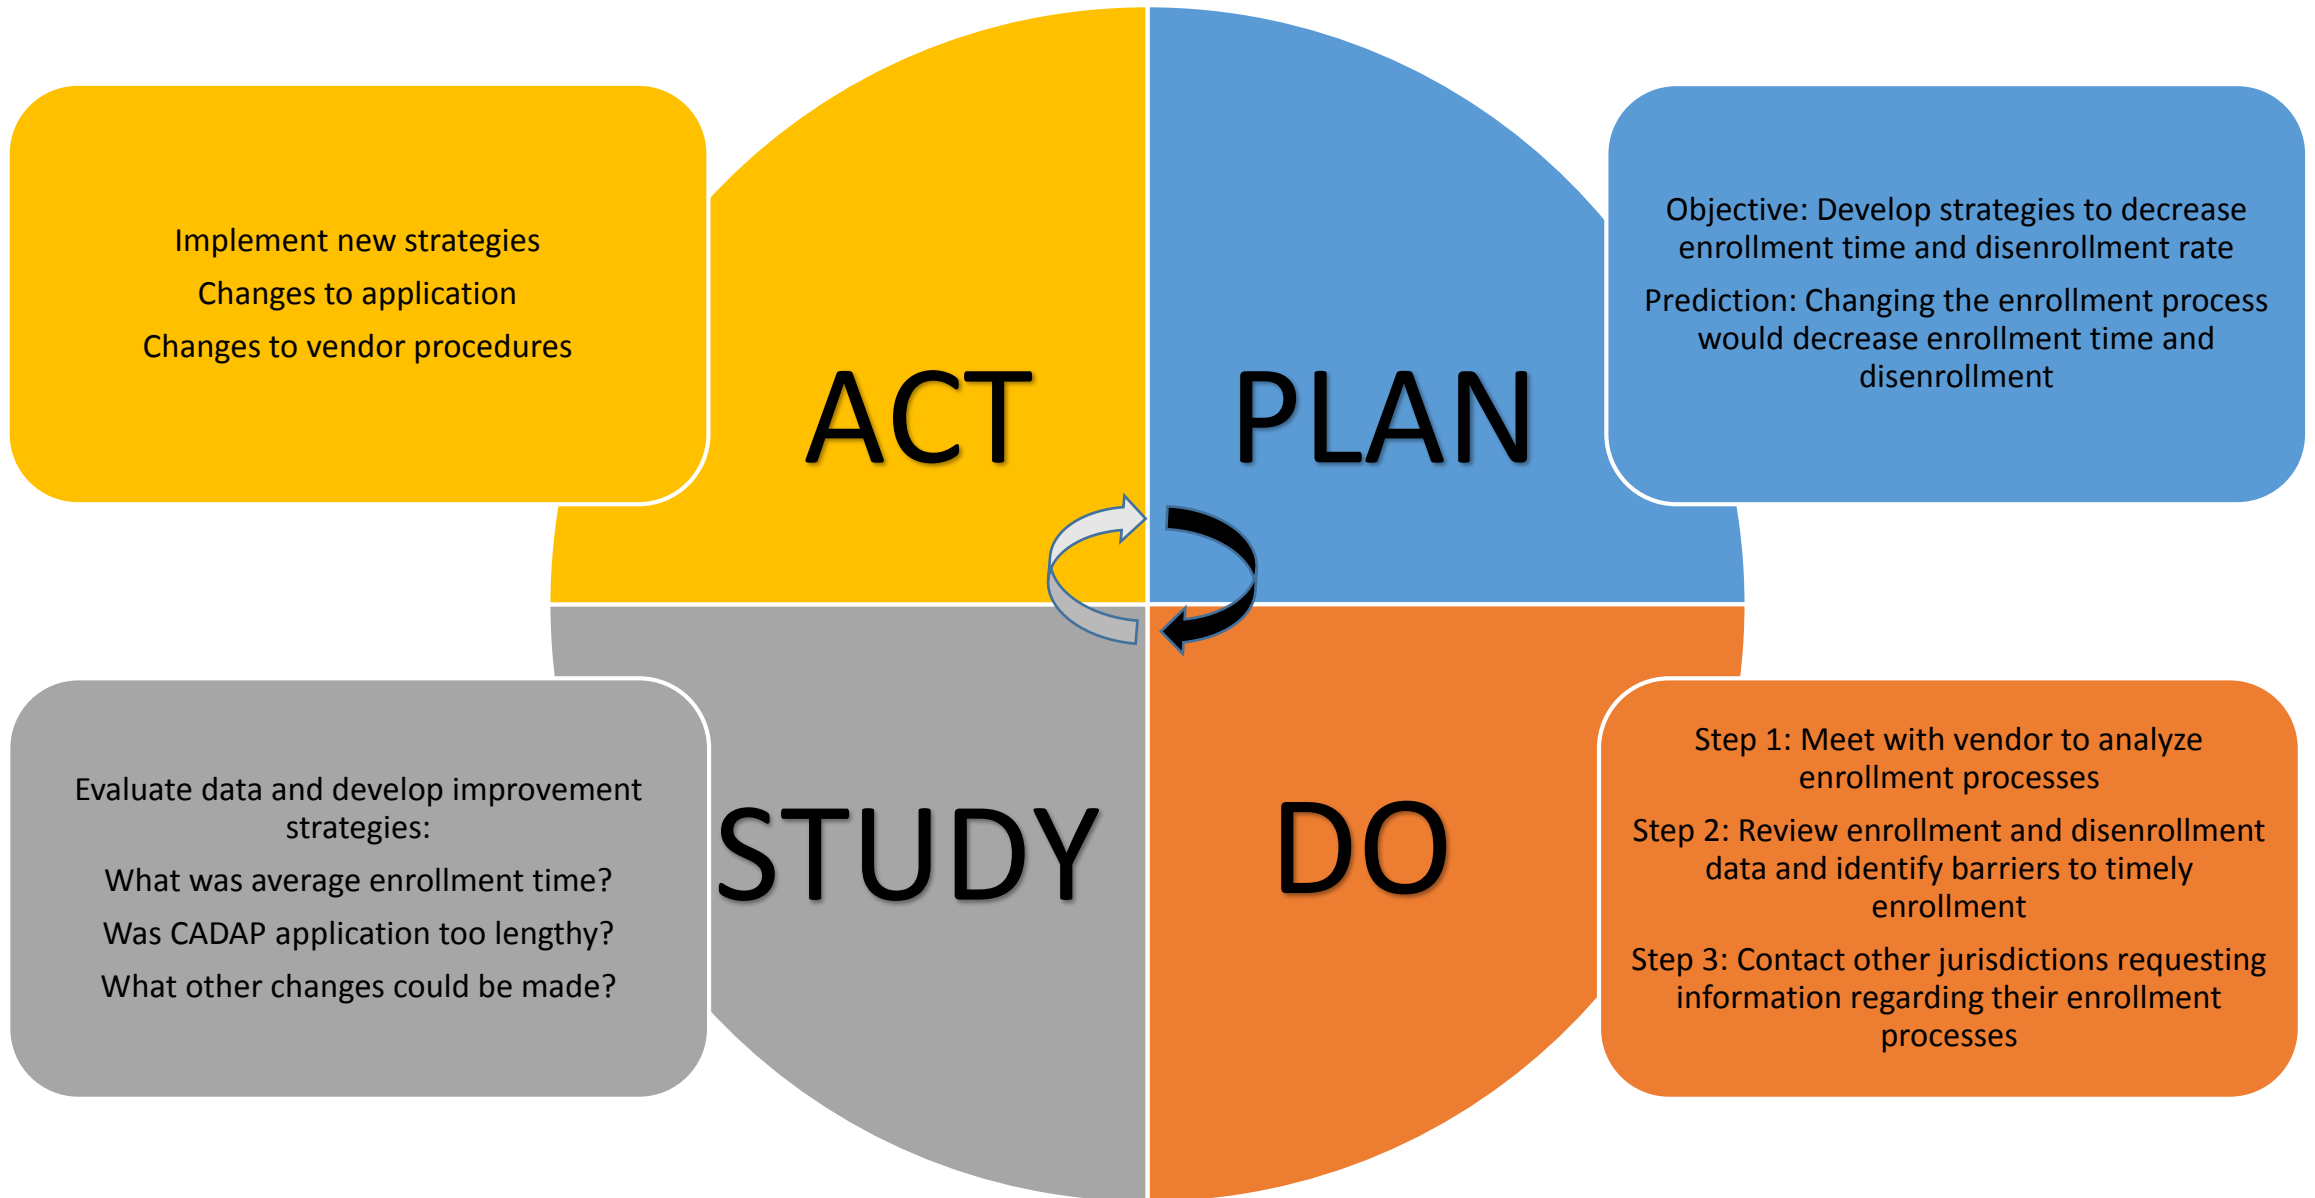 Implement new strategies
Changes to application
Changes to vendor procedures
ACT
PLAN
Objective: Develop strategies to decrease
enrollment time and disenrollment rate
Prediction: Changing the enrollment process
would decrease enrollment time and
disenrollment
Evaluate data and develop improvement
strategies:
What was average enrollment time?
Was CADAP application too lengthy?
What other changes could be made?
STUDY
DO
Step 1: Meet with vendor to analyze
enrollment processes
Step 2: Review enrollment and disenrollment
data and identify barriers to timely
enrollment
Step 3: Contact other jurisdictions requesting
information regarding their enrollment
processes